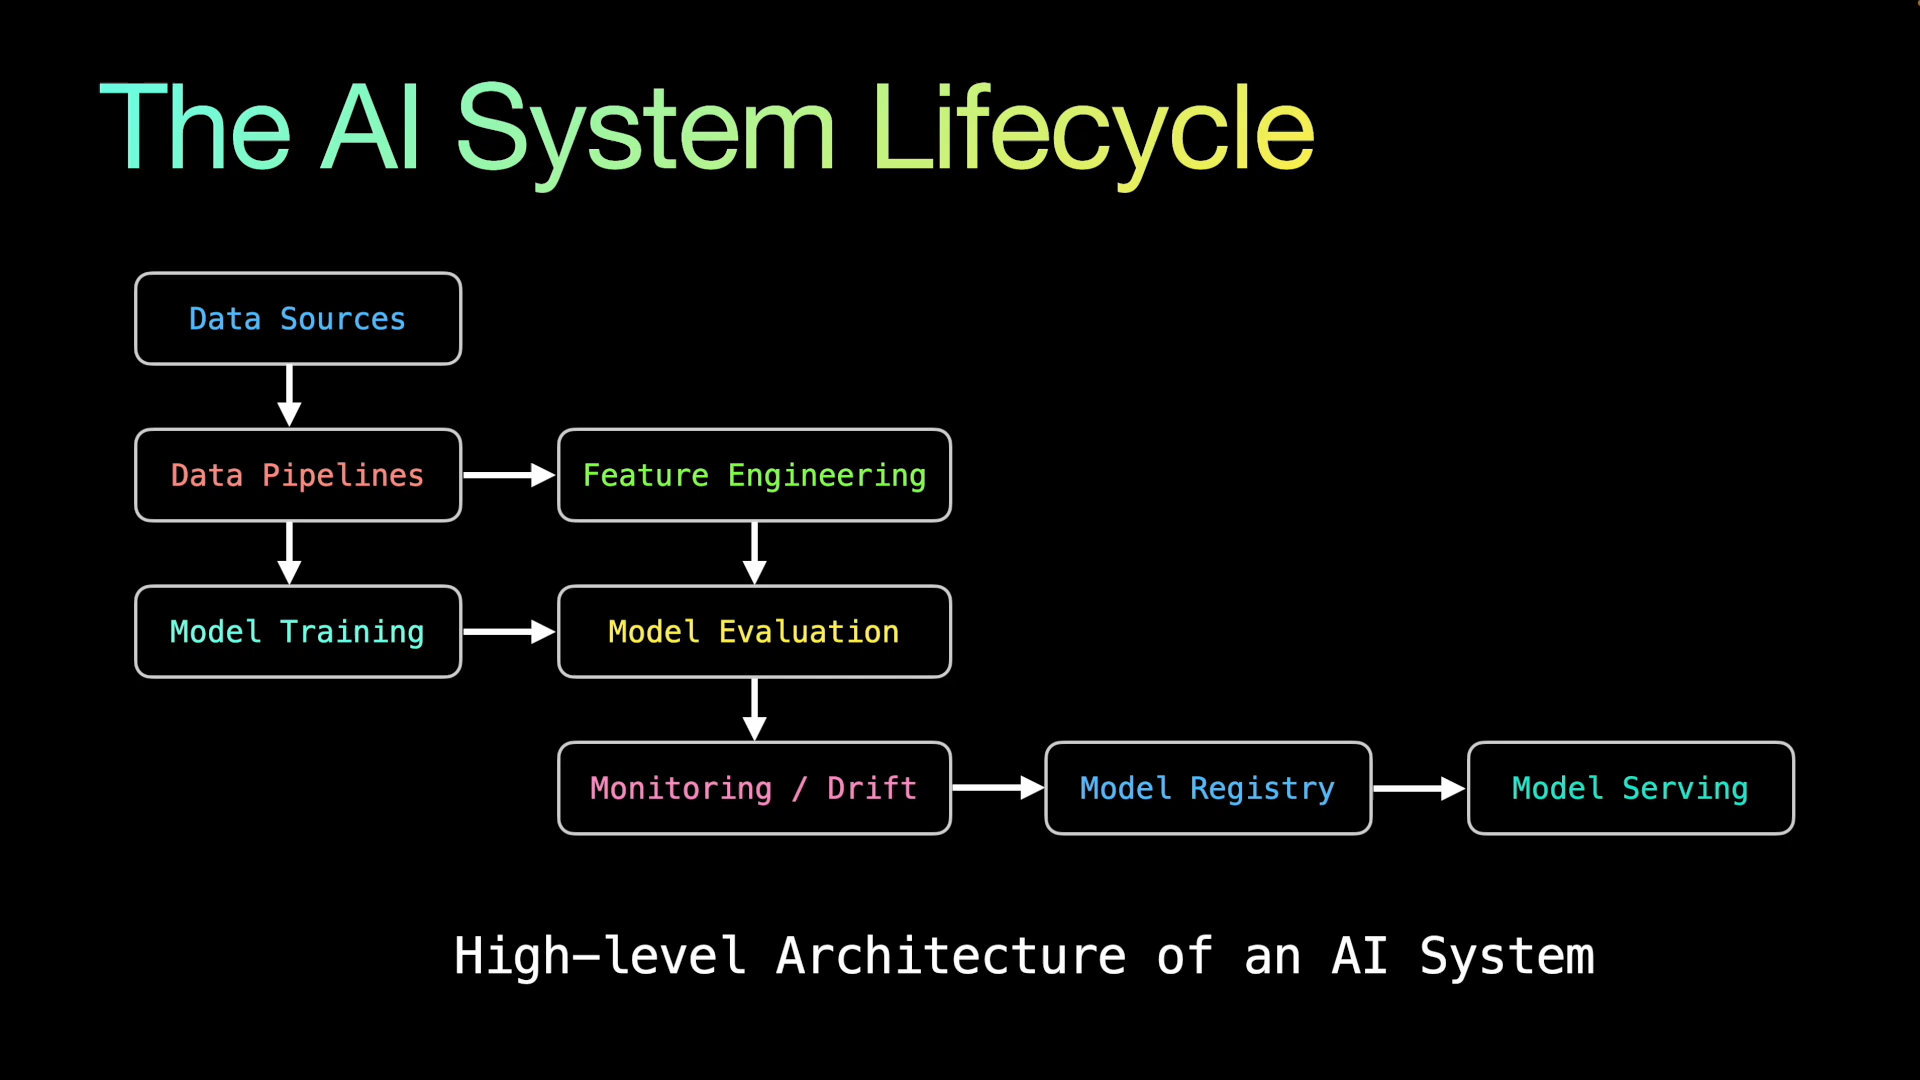 The AI System Lifecycle
Data Sources
Data Pipelines
Feature Engineering
Model Training
Model Evaluation
Monitoring / Drift
Model Registry
Model Serving
High-level Architecture of an AI System